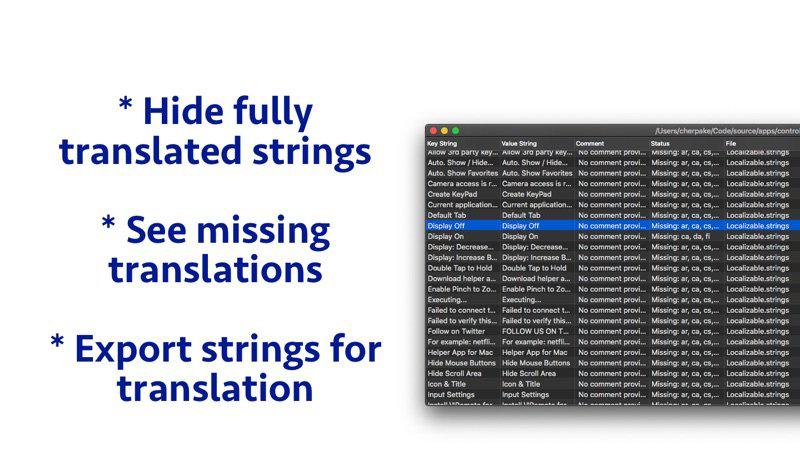 * Hide fully
translated strings
* See missing
translations
* Export strings for
translation
/Users/cherpake/Code/source/apps/contro
Key String Value String Comment Status File
Allow 3rd party key... Allow 3rd party k... No comment provi... Missing: ar, ca, cs,... Localizable.strings
Auto. Show / Hide... Auto. Show / Hide... No comment provi... Missing: ar, ca, cs,... Localizable.strings
Auto. Show Favorites Auto. Show Favorites No comment provi... Missing: ar, ca, cs,... Localizable.strings
Camera access is r... Camera access is r... No comment provi... Missing: ar, ca, cs,... Localizable.strings
Create KeyPad Create KeyPad No comment provi... Missing: ar, ca, cs,... Localizable.strings
Current application... Current application... No comment provi... Missing: ar, ca, cs,... Localizable.strings
Default Tab Default Tab No comment provi... Missing: ar, ca, cs,... Localizable.strings
Display Off Display Off No comment provi... Missing: ar, ca, cs,... Localizable.strings
Display On Display On No comment provi... Missing: ca, da, fi Localizable.strings
Display: Decrease... Display: Decrease... No comment provi... Missing: ar, ca, cs,... Localizable.strings
Display: Increase B... Display: Increase B... No comment provi... Missing: ar, ca, cs,... Localizable.strings
Double Tap to Hold Double Tap to Hold No comment provi... Missing: ar, ca, cs,... Localizable.strings
Download helper a... Download helper a... No comment provi... Missing: ar, ca, cs,... Localizable.strings
Enable Pinch to Zo... Enable Pinch to Zo... No comment provi... Missing: ar, ca, cs,... Localizable.strings
Executing... Executing... No comment provi... Missing: ar, ca, cs,... Localizable.strings
Failed to connect t... Failed to connect t... No comment provi... Missing: ar, ca, cs,... Localizable.strings
Failed to verify this... Failed to verify this... No comment provi... Missing: ar, ca, cs,... Localizable.strings
Follow on Twitter FOLLOW US ON T... No comment provi... Missing: ar, ca, cs,... Localizable.strings
For example: netfli... For example: netfli... No comment provi... Missing: ar, ca, cs,... Localizable.strings
Helper App for Mac Helper App for Mac No comment provi... Missing: ar, ca, cs,... Localizable.strings
Hide Mouse Buttons Hide Mouse Buttons No comment provi... Missing: ar, ca, cs,... Localizable.strings
Hide Scroll Area Hide Scroll Area No comment provi... Missing: ar, ca, cs,... Localizable.strings
Icon & Title Icon & Title No comment provi... Missing: ar, ca, cs,... Localizable.strings
Input Settings Input Settings No comment provi... Missing: ar, ca, cs,... Localizable.strings